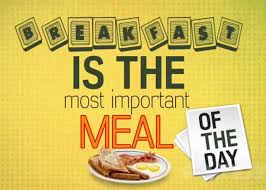 BREAKFAST
IS THE
most important
MEAL
OF THE DAY